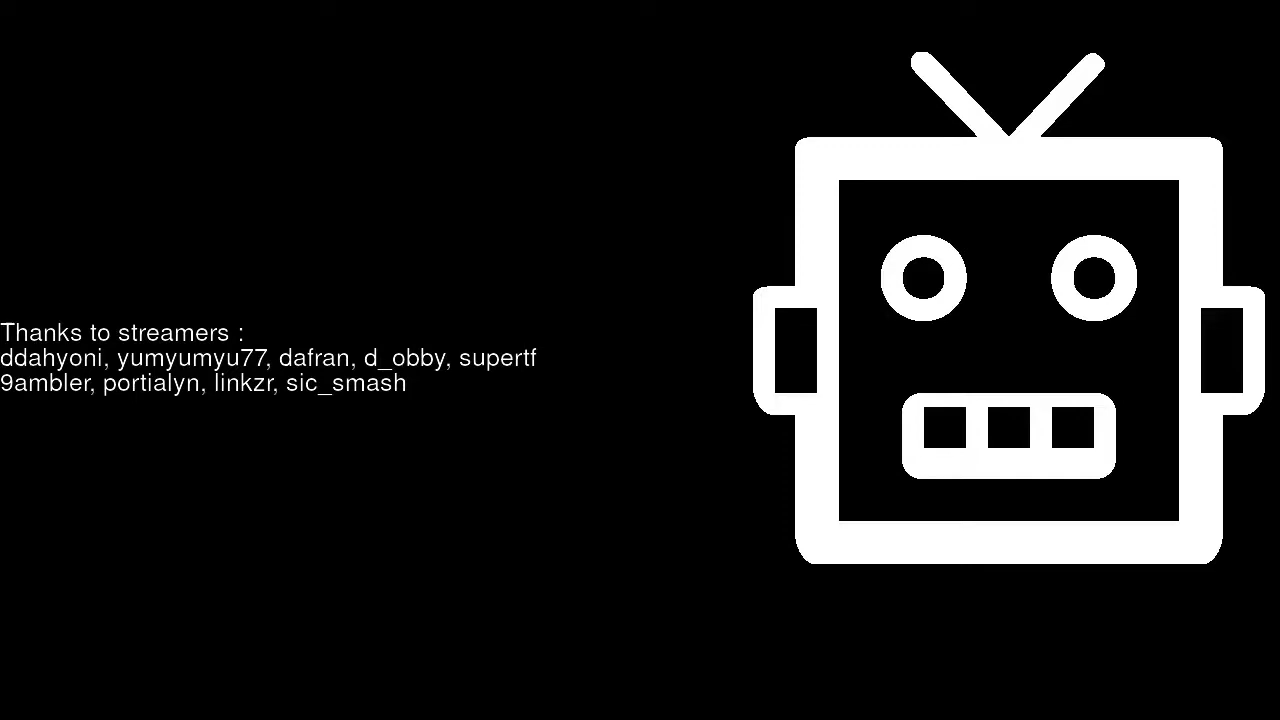 Thanks to streamers :
ddahyoni, yumyumyu77, dafran, d_obby, supertf
9ambler, portialyn, linkzr, sic_smash